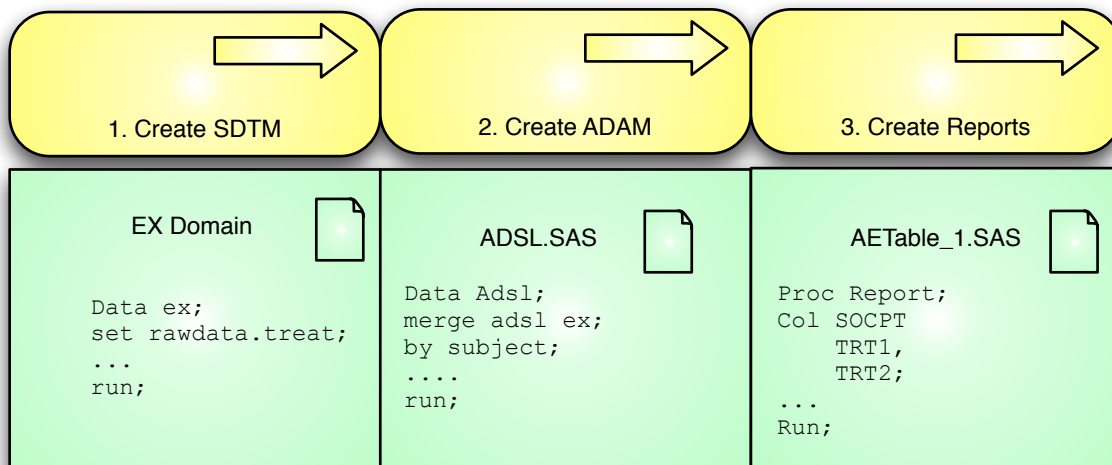 1. Create SDTM
2. Create ADAM
3. Create Reports
EX Domain
Data ex;
set rawdata.treat;
...
run;
ADSL.SAS
Data Adsl;
merge adsl ex;
by subject;
....
run;
AETable_1.SAS
Proc Report;
Col SOCPT
TRT1,
TRT2;
...
Run;